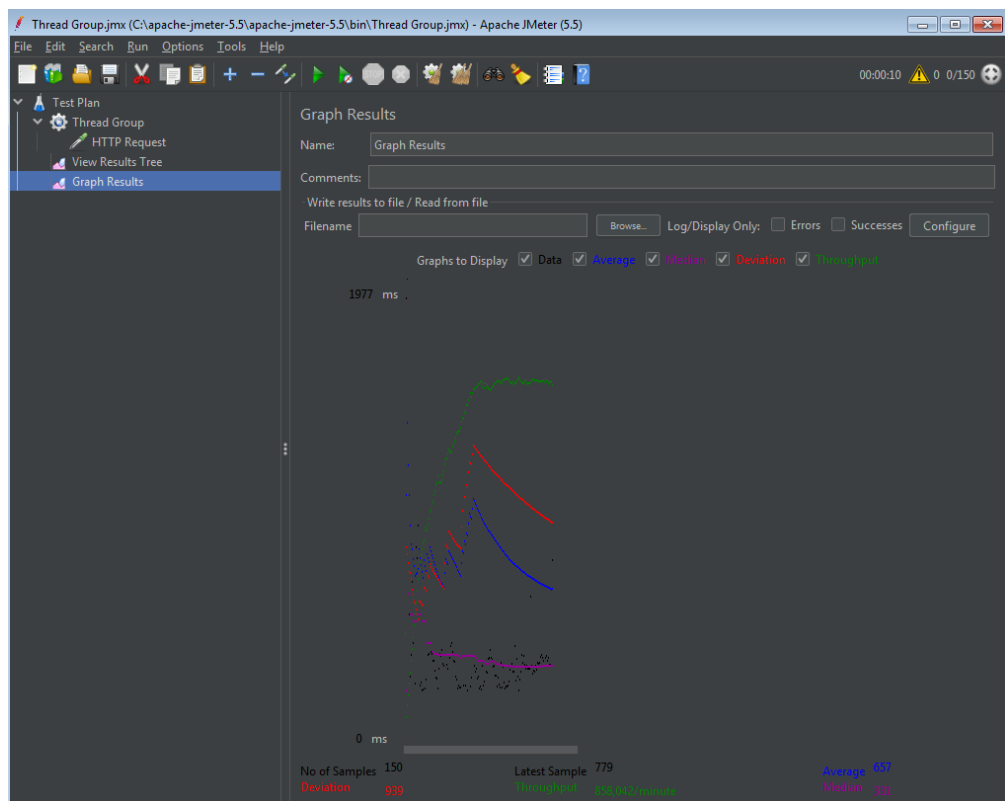 Thread Group.jmx (C:\apache-jmeter-5.5\apache-jmeter-5.5\bin\Thread Group.jmx) - Apache JMeter (5.5)
File Edit Search Run Options Tools Help
00:00:10 0 0/150
Test Plan
Thread Group
HTTP Request
View Results Tree
Graph Results
Graph Results
Name: Graph Results
Comments:
Write results to file / Read from file
Filename Browse... Log/Display Only: Errors Successes Configure
Graphs to Display Data Average Median Deviation Throughput
1977 ms
0 ms
No of Samples 150 Latest Sample 779 Average 657
Deviation 939 Throughput 858,042/minute Median 331